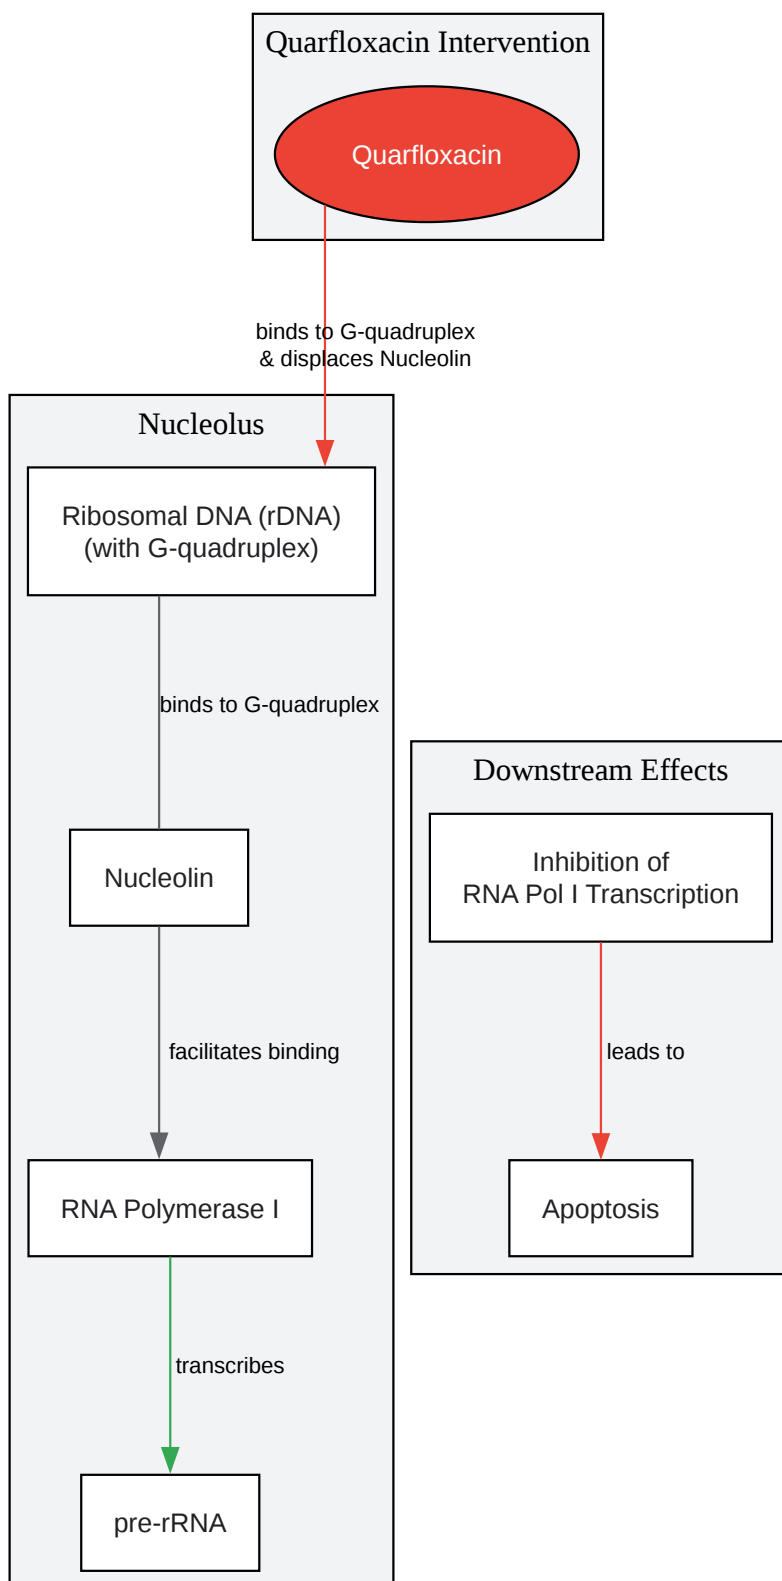 Quarfloxacin Intervention
Quarfloxacin
binds to G-quadruplex
& displaces Nucleolin
Nucleolus
Ribosomal DNA (rDNA)
(with G-quadruplex)
binds to G-quadruplex
Nucleolin
facilitates binding
RNA Polymerase I
transcribes
pre-rRNA
Downstream Effects
Inhibition of
RNA Pol I Transcription
leads to
Apoptosis